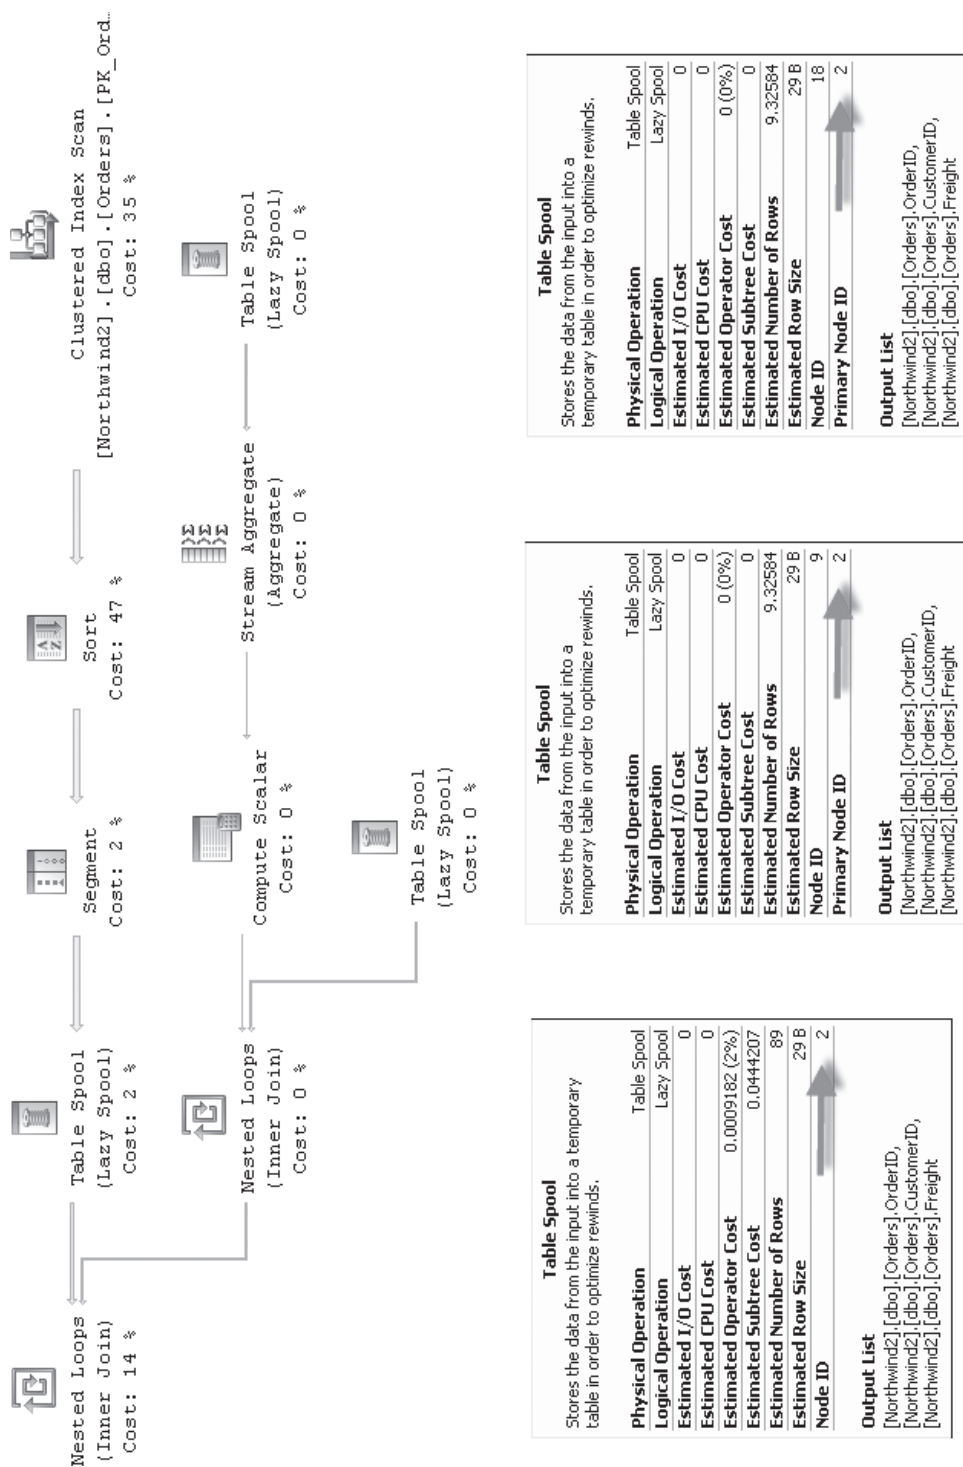 Nested Loops
(Inner Join)
Cost: 14 %
Table Spool
(Lazy Spool)
Cost: 2 %
Segment
Cost: 2 %
Sort
Cost: 47 %
Clustered Index Scan
[Northwind2].[dbo].[Orders].[PK_Ord…
Cost: 35 %
Nested Loops
(Inner Join)
Cost: 0 %
Compute Scalar
Cost: 0 %
Stream Aggregate
(Aggregate)
Cost: 0 %
Table Spool
(Lazy Spool)
Cost: 0 %
Table Spool
(Lazy Spool)
Cost: 0 %
Table Spool
Stores the data from the input into a temporary
table in order to optimize rewinds.
Physical Operation Table Spool
Logical Operation Lazy Spool
Estimated I/O Cost 0
Estimated CPU Cost 0
Estimated Operator Cost 0.0009182 (2%)
Estimated Subtree Cost 0.0444207
Estimated Number of Rows 89
Estimated Row Size 29 B
Node ID 2
Output List
[Northwind2].[dbo].[Orders].OrderID,
[Northwind2].[dbo].[Orders].CustomerID,
[Northwind2].[dbo].[Orders].Freight
Table Spool
Stores the data from the input into a
temporary table in order to optimize rewinds.
Physical Operation Table Spool
Logical Operation Lazy Spool
Estimated I/O Cost 0
Estimated CPU Cost 0
Estimated Operator Cost 0 (0%)
Estimated Subtree Cost 0
Estimated Number of Rows 9.32584
Estimated Row Size 29 B
Node ID 9
Primary Node ID 2
Output List
[Northwind2].[dbo].[Orders].OrderID,
[Northwind2].[dbo].[Orders].CustomerID,
[Northwind2].[dbo].[Orders].Freight
Table Spool
Stores the data from the input into a
temporary table in order to optimize rewinds.
Physical Operation Table Spool
Logical Operation Lazy Spool
Estimated I/O Cost 0
Estimated CPU Cost 0
Estimated Operator Cost 0 (0%)
Estimated Subtree Cost 0
Estimated Number of Rows 9.32584
Estimated Row Size 29 B
Node ID 18
Primary Node ID 2
Output List
[Northwind2].[dbo].[Orders].OrderID,
[Northwind2].[dbo].[Orders].CustomerID,
[Northwind2].[dbo].[Orders].Freight